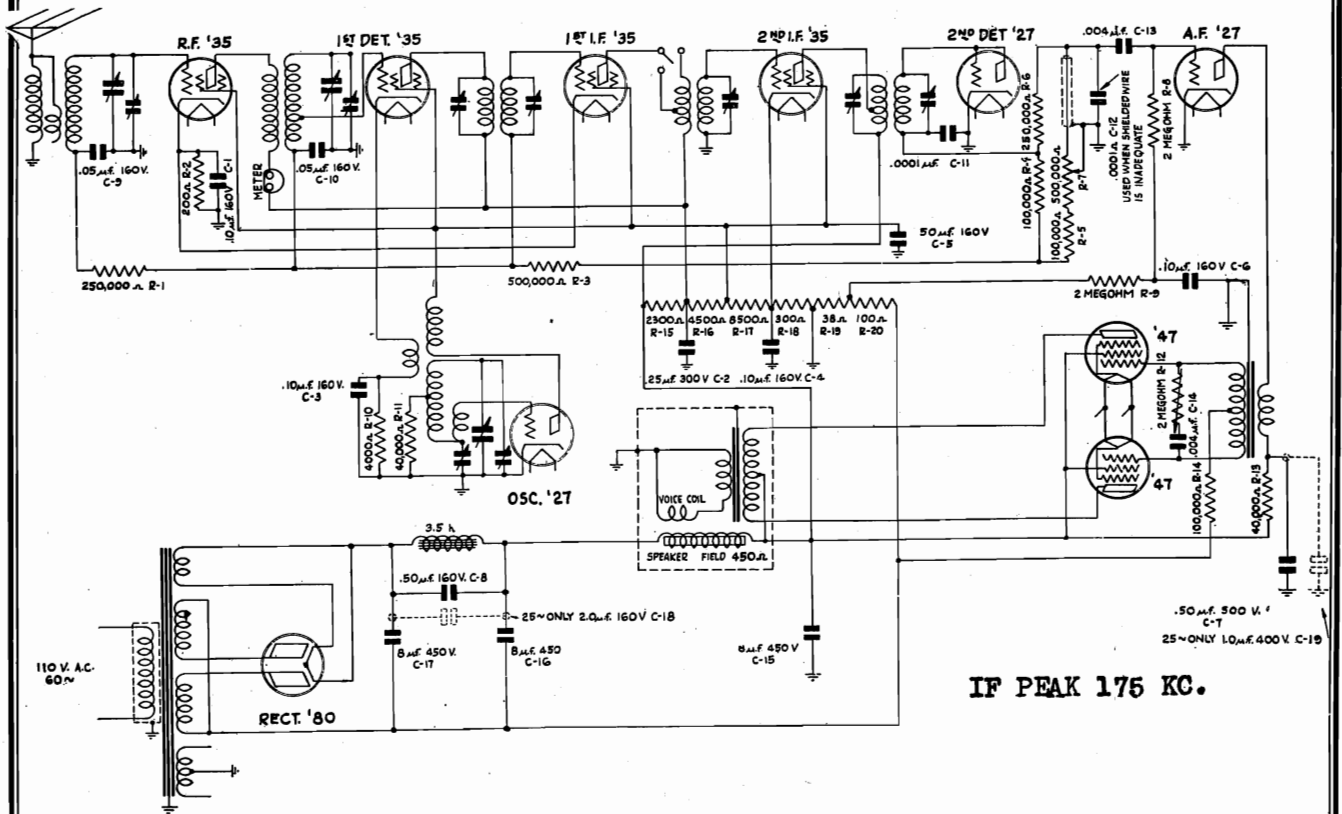 R.F. '35
1ST DET. '35
1ST I.F. '35
2ND I.F. '35
2ND DET '27
.004 µf. C-13
A.F. '27
.05 µf. 160V.
C-9
200Ω R-2
.10 µf. 160V C-1
METER
.05 µf. 160V.
C-10
.0001 µf. C-11
250,000Ω R-6
100,000Ω R-4
500,000Ω
R-7
100,000Ω
R-5
.0001Ω C-12
USED WHEN SHIELDED WIRE
IS INADEQUATE
2 MEGOHM R-8
50 µf. 160V
C-5
250,000 Ω R-1
500,000Ω R-3
2 MEGOHM R-9
.10 µf. 160V C-6
2300Ω
R-15
4500Ω
R-16
8500Ω
R-17
300Ω
R-18
38Ω
R-19
100Ω
R-20
.25 µf. 300V C-2
.10 µf. 160V. C-4
'47
2 MEGOHM R-12
.004 µf. C-14
'47
.10 µf. 160V.
C-3
4000Ω R-10
40,000Ω R-11
OSC. '27
VOICE COIL
SPEAKER FIELD 450Ω
100,000Ω R-14
40,000Ω R-13
3.5 h
.50 µf. 160V. C-8
25~ ONLY 2.0 µf. 160V C-18
8 µf. 450V.
C-17
8 µf. 450
C-16
8 µf. 450V
C-15
.50 µf. 500 V.
C-7
25~ ONLY 1.0 µf. 400V. C-19
110 V. A.C.
60~
RECT. '80
IF PEAK 175 KC.